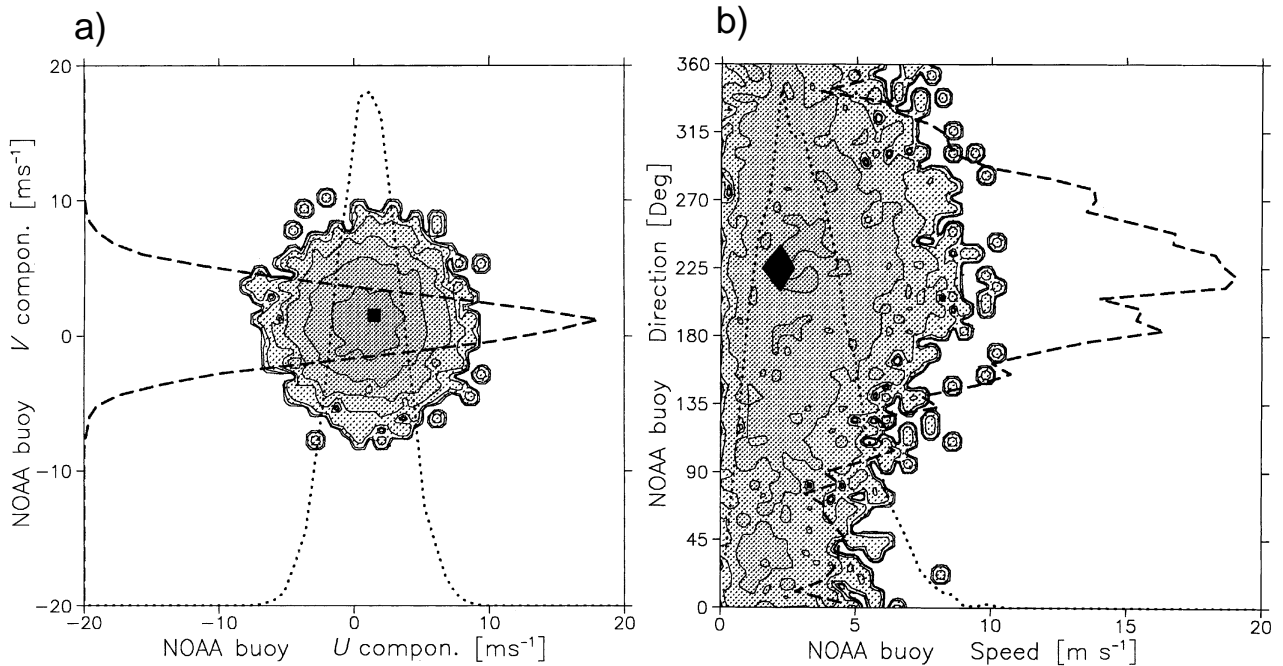 a)
20
10
0
−10
−20
NOAA buoy V compon. [ms⁻¹]
−20 −10 0 10 20
NOAA buoy U compon. [ms⁻¹]
b)
360
315
270
225
180
135
90
45
0
NOAA buoy Direction [Deg]
0 5 10 15 20
NOAA buoy Speed [m s⁻¹]